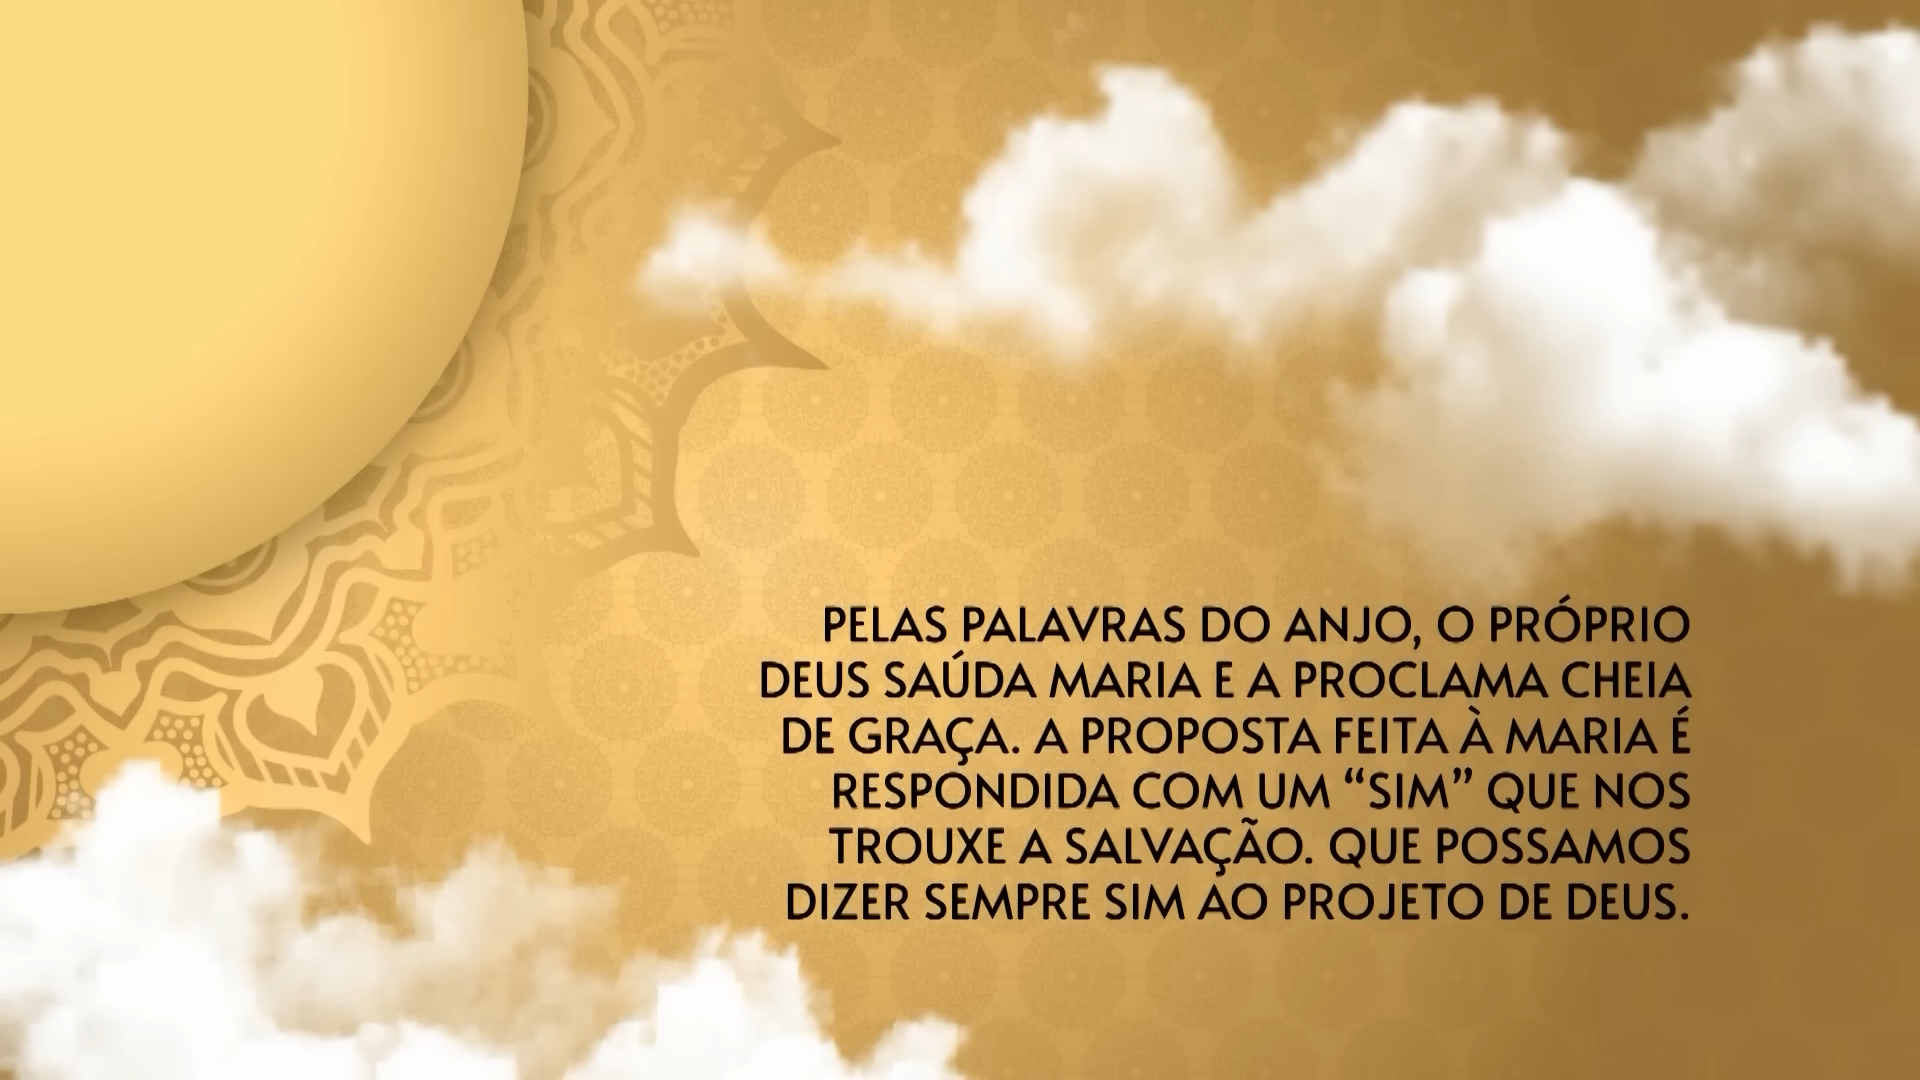 PELAS PALAVRAS DO ANJO, O PRÓPRIO
DEUS SAÚDA MARIA E A PROCLAMA CHEIA
DE GRAÇA. A PROPOSTA FEITA À MARIA É
RESPONDIDA COM UM “SIM” QUE NOS
TROUXE A SALVAÇÃO. QUE POSSAMOS
DIZER SEMPRE SIM AO PROJETO DE DEUS.